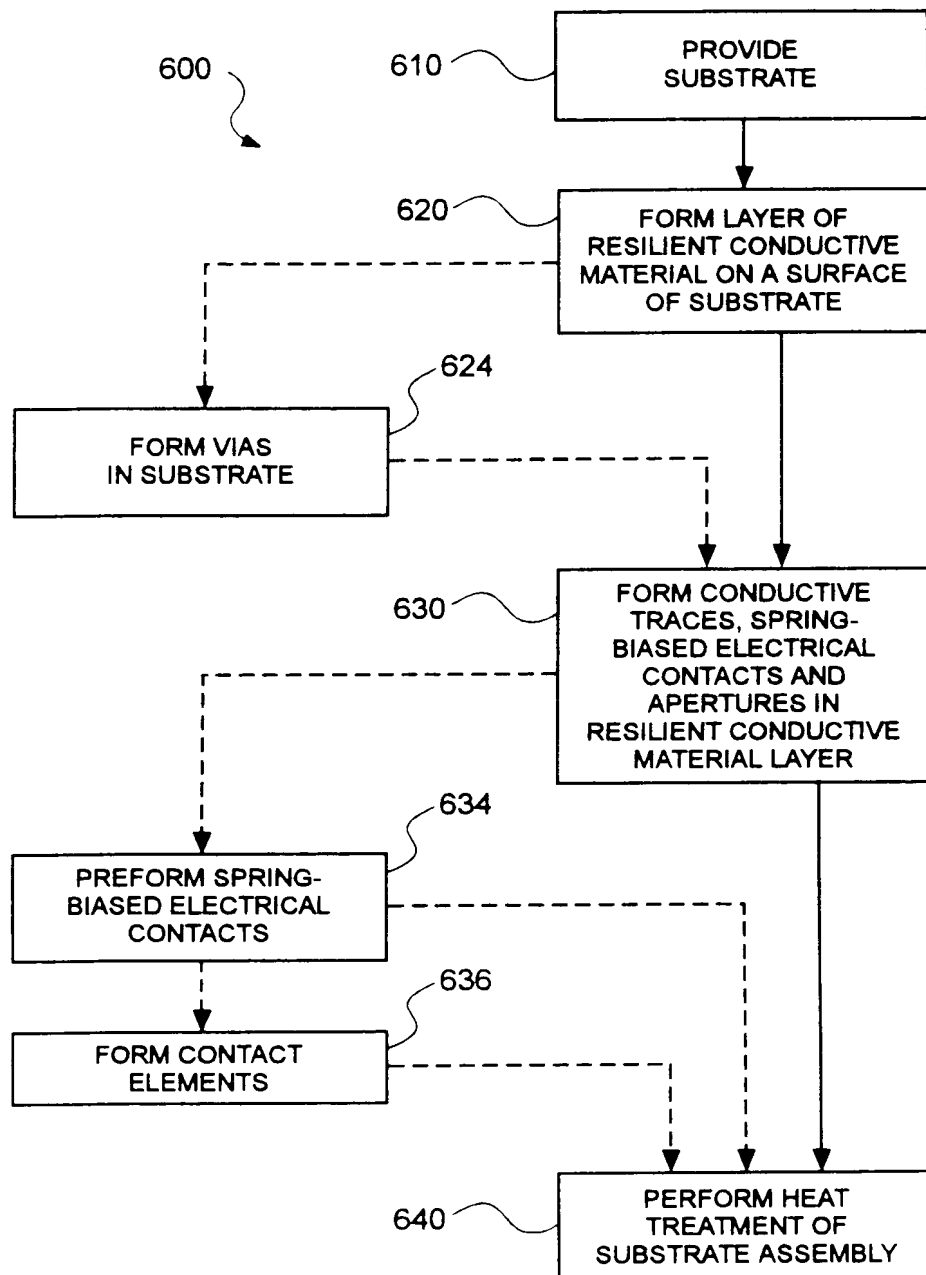 600
610
PROVIDE
SUBSTRATE
620
FORM LAYER OF
RESILIENT CONDUCTIVE
MATERIAL ON A SURFACE
OF SUBSTRATE
624
FORM VIAS
IN SUBSTRATE
630
FORM CONDUCTIVE
TRACES, SPRING-
BIASED ELECTRICAL
CONTACTS AND
APERTURES IN
RESILIENT CONDUCTIVE
MATERIAL LAYER
634
PREFORM SPRING-
BIASED ELECTRICAL
CONTACTS
636
FORM CONTACT
ELEMENTS
640
PERFORM HEAT
TREATMENT OF
SUBSTRATE ASSEMBLY